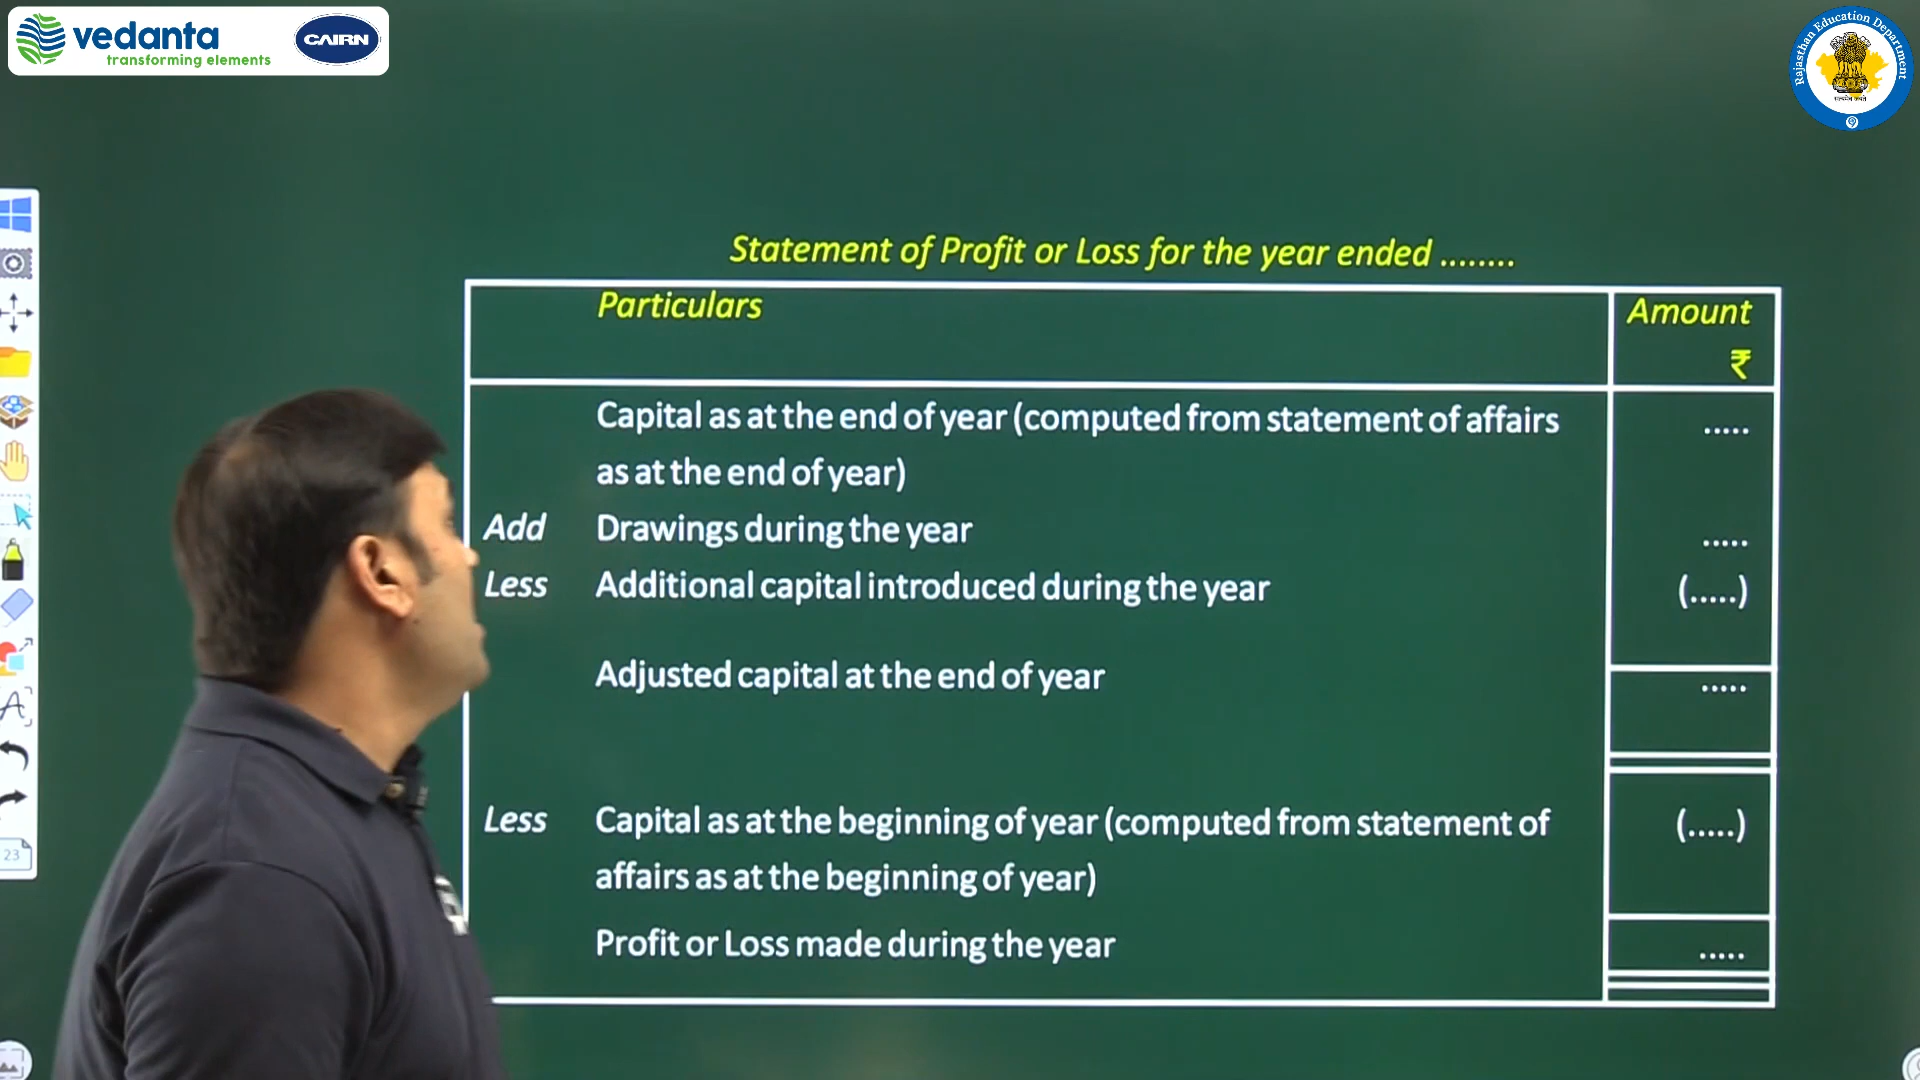 vedanta
transforming elements
CAIRN
Rajasthan Education Department
सत्यमेव जयते
Statement of Profit or Loss for the year ended ........
Particulars
Amount
₹
Capital as at the end of year (computed from statement of affairs
.....
as at the end of year)
Add Drawings during the year
.....
Less Additional capital introduced during the year
(.....)
Adjusted capital at the end of year
.....
Less Capital as at the beginning of year (computed from statement of
(.....)
affairs as at the beginning of year)
Profit or Loss made during the year
.....
23